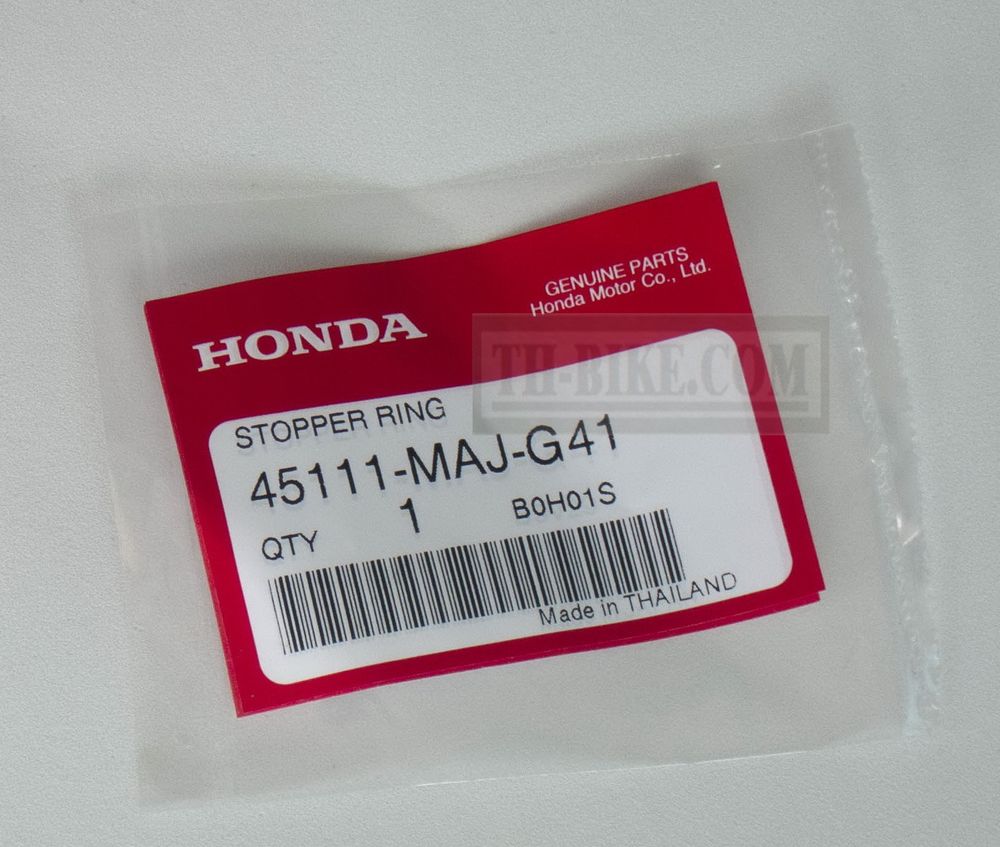 GENUINE PARTS
Honda Motor Co., Ltd.
HONDA
TH-BIKE.COM
STOPPER RING
45111-MAJ-G41
QTY 1 B0H01S
Made in THAILAND